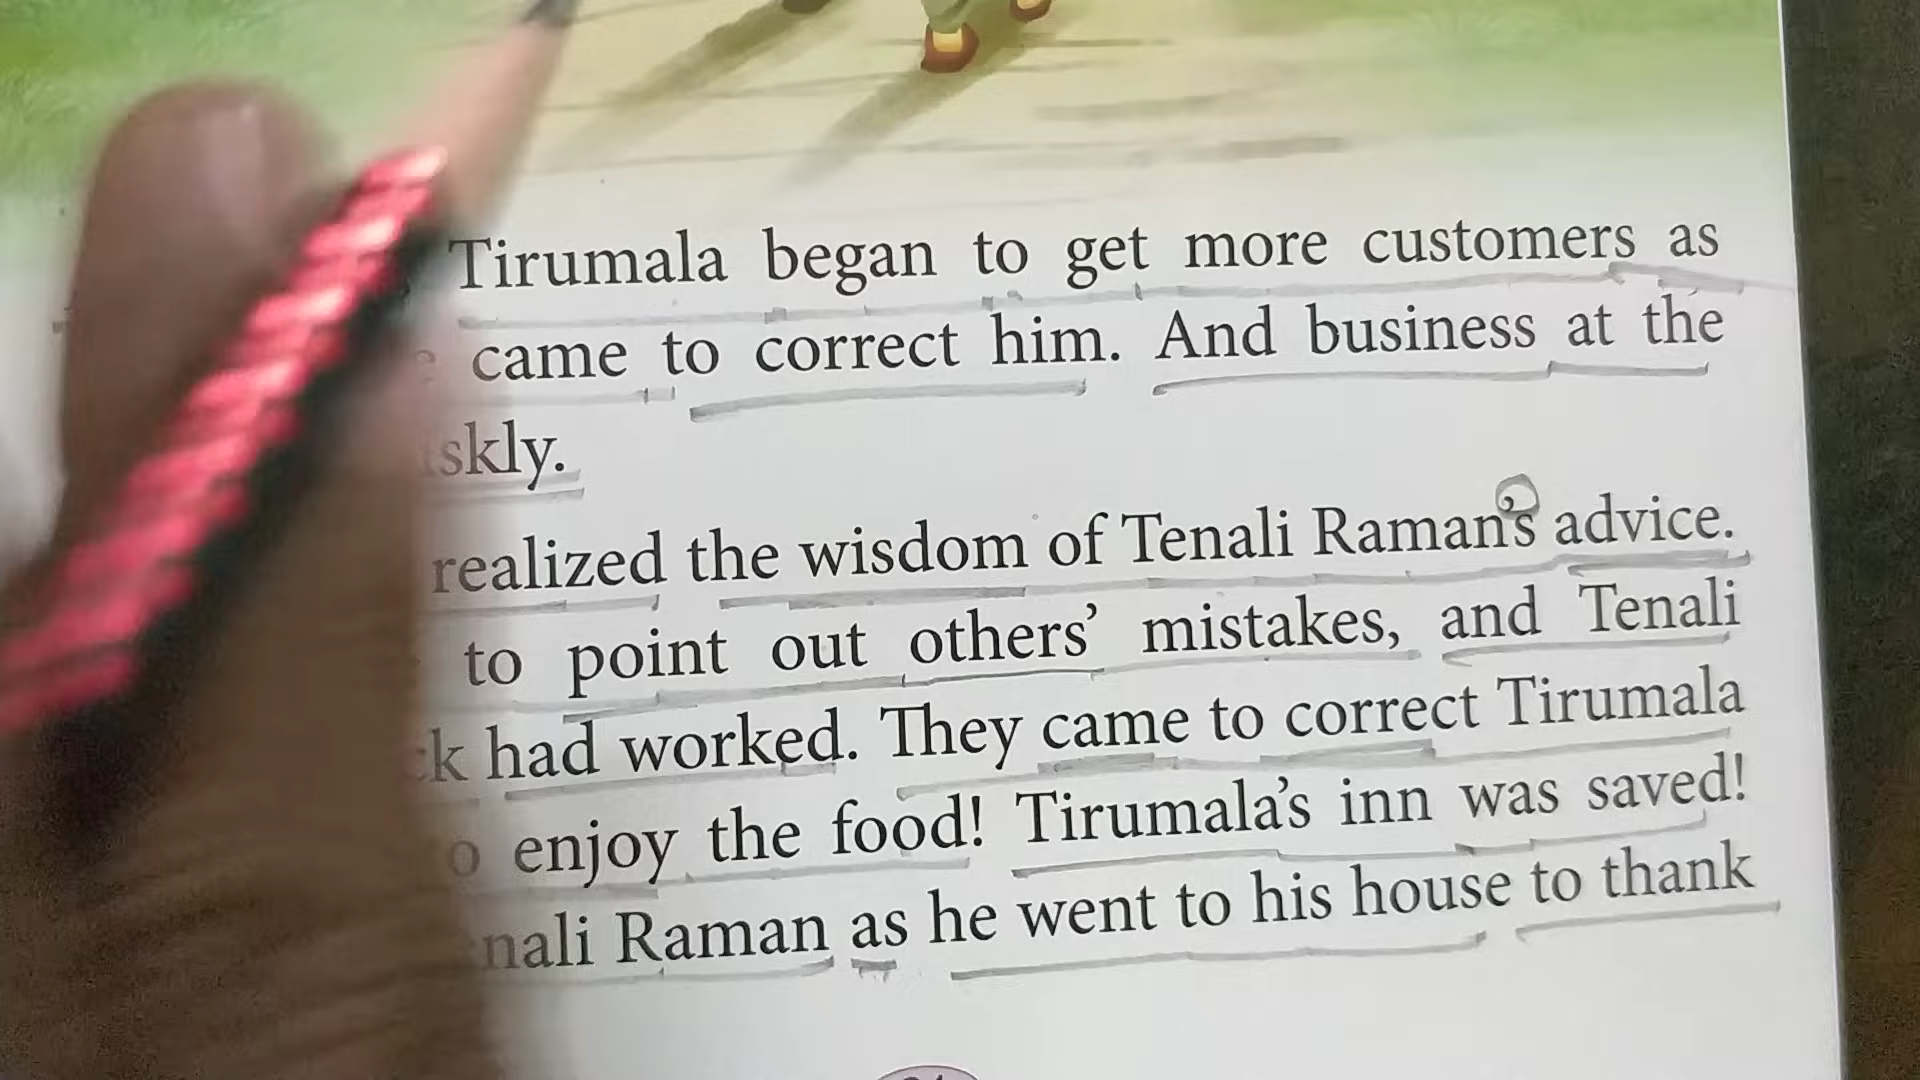 Tirumala began to get more customers as
came to correct him. And business at the
skly.
realized the wisdom of Tenali Raman's advice.
to point out others' mistakes, and Tenali
k had worked. They came to correct Tirumala
o enjoy the food! Tirumala's inn was saved!
nali Raman as he went to his house to thank